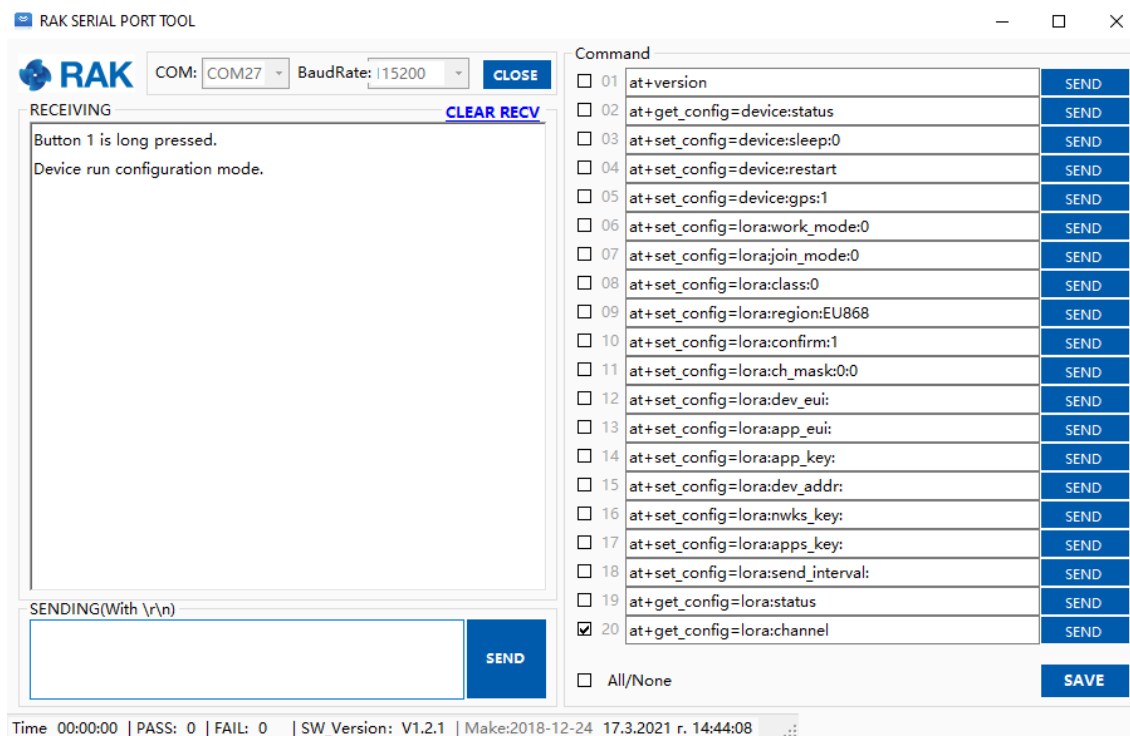 RAK SERIAL PORT TOOL
RAK
COM: COM27
BaudRate: 115200
CLOSE
RECEIVING
CLEAR RECV
Button 1 is long pressed.
Device run configuration mode.
SENDING(With \r\n)
SEND
Command
01 at+version SEND
02 at+get_config=device:status SEND
03 at+set_config=device:sleep:0 SEND
04 at+set_config=device:restart SEND
05 at+set_config=device:gps:1 SEND
06 at+set_config=lora:work_mode:0 SEND
07 at+set_config=lora:join_mode:0 SEND
08 at+set_config=lora:class:0 SEND
09 at+set_config=lora:region:EU868 SEND
10 at+set_config=lora:confirm:1 SEND
11 at+set_config=lora:ch_mask:0:0 SEND
12 at+set_config=lora:dev_eui: SEND
13 at+set_config=lora:app_eui: SEND
14 at+set_config=lora:app_key: SEND
15 at+set_config=lora:dev_addr: SEND
16 at+set_config=lora:nwks_key: SEND
17 at+set_config=lora:apps_key: SEND
18 at+set_config=lora:send_interval: SEND
19 at+get_config=lora:status SEND
20 at+get_config=lora:channel SEND
All/None
SAVE
Time 00:00:00 | PASS: 0 | FAIL: 0 | SW_Version: V1.2.1 | Make:2018-12-24 17.3.2021 г. 14:44:08